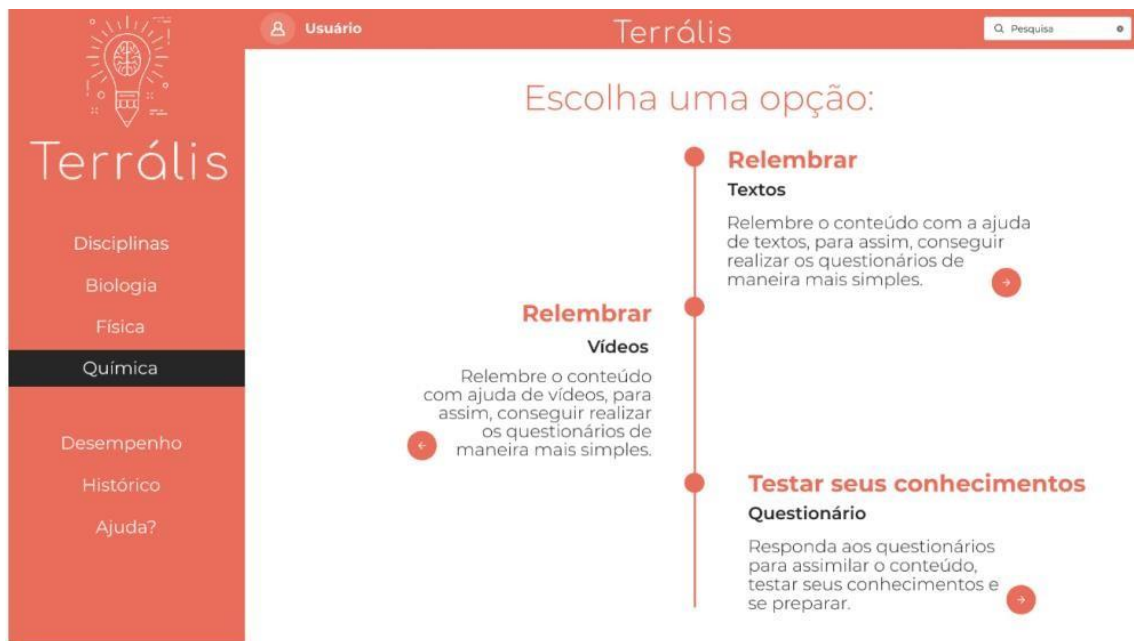 Terrális
Disciplinas
Biologia
Física
Química
Desempenho
Histórico
Ajuda?
Usuário
Terrális
Pesquisa
Escolha uma opção:
Relembrar
Textos
Relembre o conteúdo com a ajuda
de textos, para assim, conseguir
realizar os questionários de
maneira mais simples.
Relembrar
Vídeos
Relembre o conteúdo
com ajuda de vídeos, para
assim, conseguir realizar
os questionários de
maneira mais simples.
Testar seus conhecimentos
Questionário
Responda aos questionários
para assimilar o conteúdo,
testar seus conhecimentos e
se preparar.